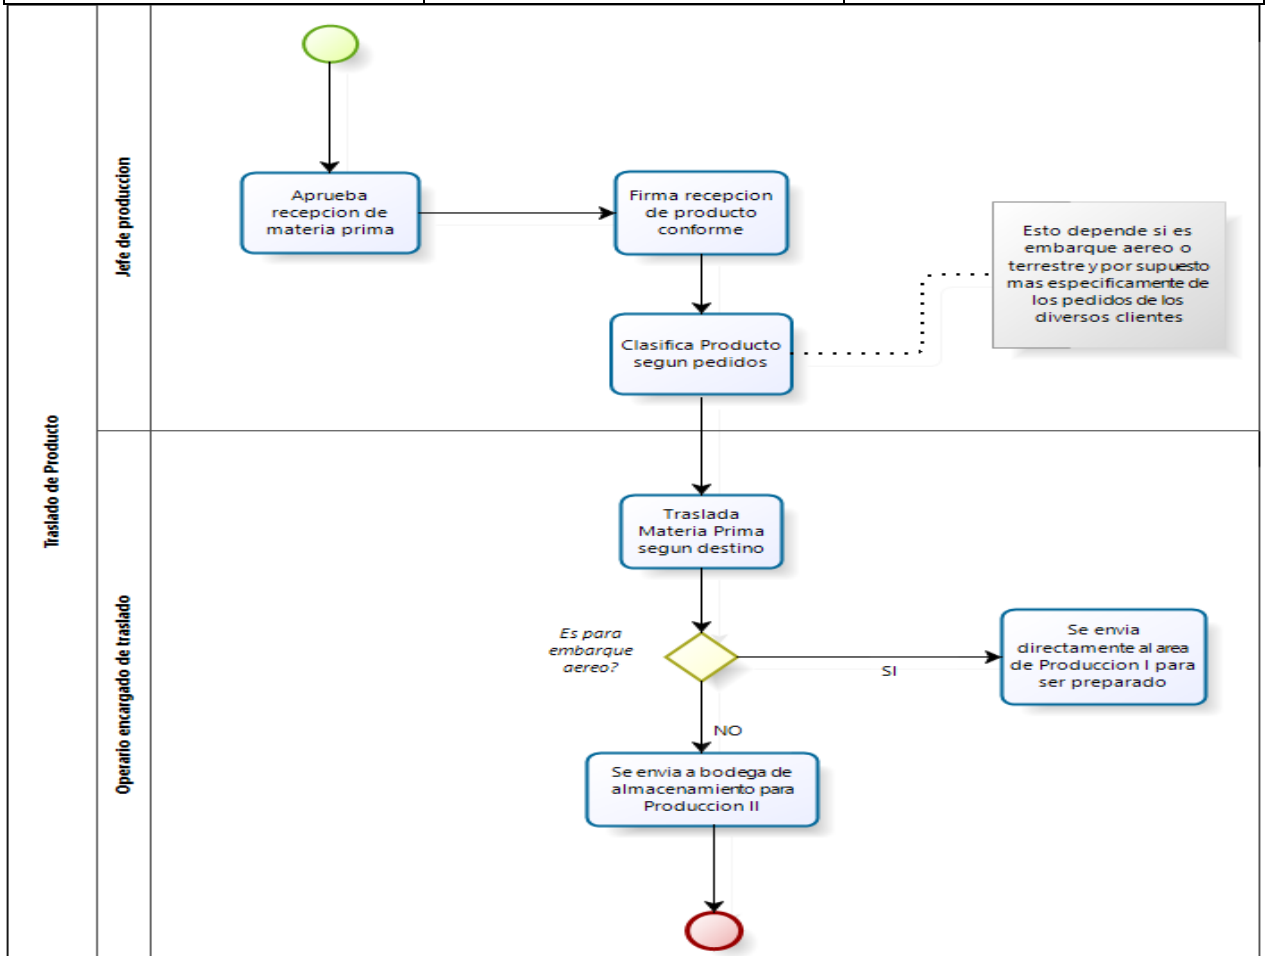 Traslado de Producto
Jefe de produccion
Aprueba
recepcion de
materia prima
Firma recepcion
de producto
conforme
Esto depende si es
embarque aereo o
terrestre y por supuesto
mas especificamente de
los pedidos de los
diversos clientes
Clasifica Producto
segun pedidos
Operario encargado de traslado
Traslada
Materia Prima
segun destino
Es para
embarque
aereo?
SI
Se envia
directamente al area
de Produccion I para
ser preparado
NO
Se envia a bodega de
almacenamiento para
Produccion II